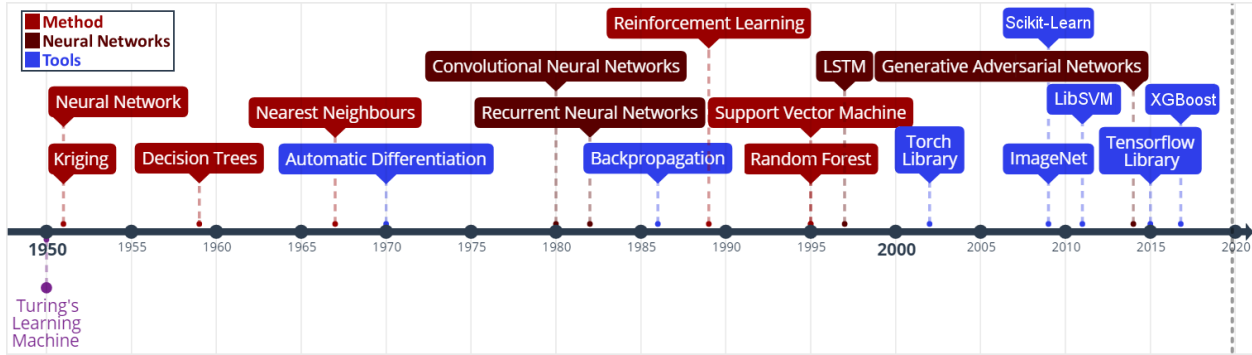 Method
Neural Networks
Tools
Reinforcement Learning
Scikit-Learn
Convolutional Neural Networks
LSTM
Generative Adversarial Networks
Neural Network
Nearest Neighbours
Recurrent Neural Networks
Support Vector Machine
LibSVM
XGBoost
Kriging
Decision Trees
Automatic Differentiation
Backpropagation
Random Forest
Torch
Library
ImageNet
Tensorflow
Library
1950
1955
1960
1965
1970
1975
1980
1985
1990
1995
2000
2005
2010
2015
2020
Turing's
Learning
Machine